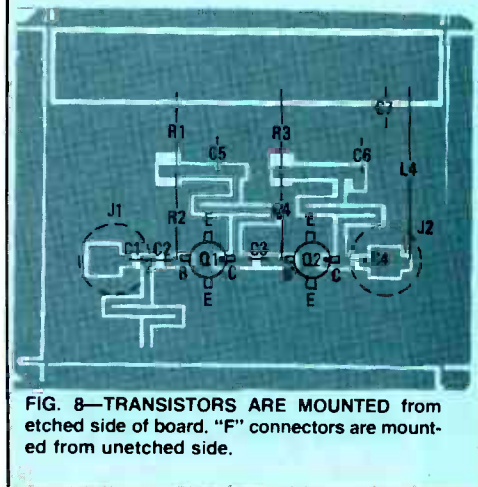 C7
R1
R3
C5
C6
L4
J1
R2
E
E
J2
C1 C2
B
Q1
C
C3
Q2
C
C4
E
E
FIG. 8—TRANSISTORS ARE MOUNTED from
etched side of board. "F" connectors are mount-
ed from unetched side.